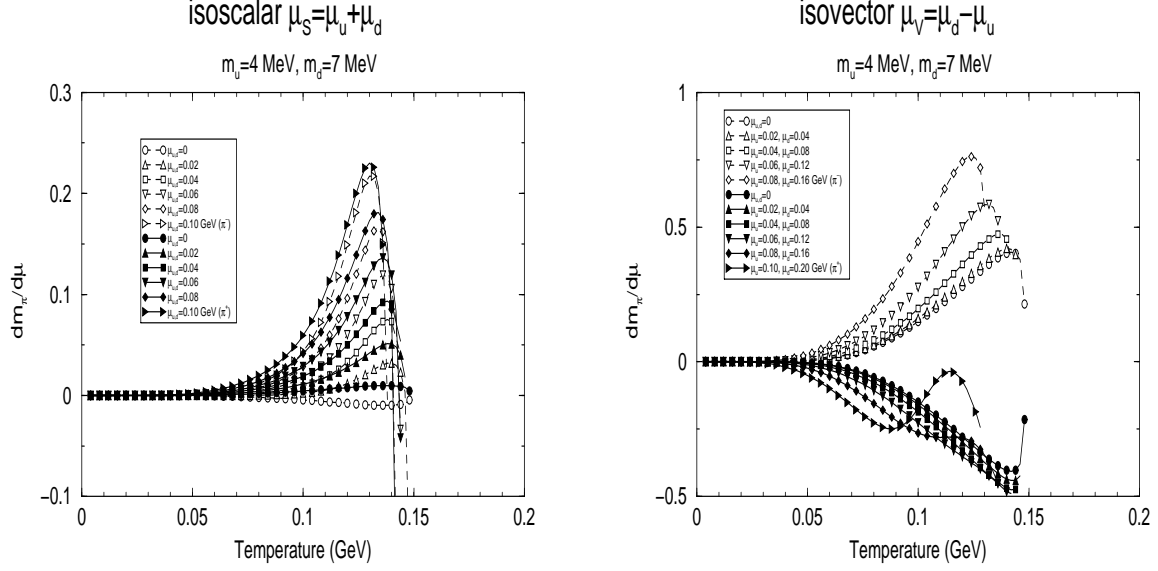 isoscalar μS=μu+μd
mu=4 MeV, md=7 MeV
0.3
0.2
0.1
0
−0.1
dmπ/dμ
μu,d=0
μu,d=0.02
μu,d=0.04
μu,d=0.06
μu,d=0.08
μu,d=0.10 GeV (π−)
μu,d=0
μu,d=0.02
μu,d=0.04
μu,d=0.06
μu,d=0.08
μu,d=0.10 GeV (π+)
0
0.05
0.1
0.15
0.2
Temperature (GeV)
isovector μV=μd−μu
mu=4 MeV, md=7 MeV
1
0.5
0
−0.5
dmπ/dμ
μu,d=0
μu=0.02, μd=0.04
μu=0.04, μd=0.08
μu=0.06, μd=0.12
μu=0.08, μd=0.16 GeV (π−)
μu,d=0
μu=0.02, μd=0.04
μu=0.04, μd=0.08
μu=0.06, μd=0.12
μu=0.08, μd=0.16
μu=0.10, μd=0.20 GeV (π+)
0
0.05
0.1
0.15
0.2
Temperature (GeV)